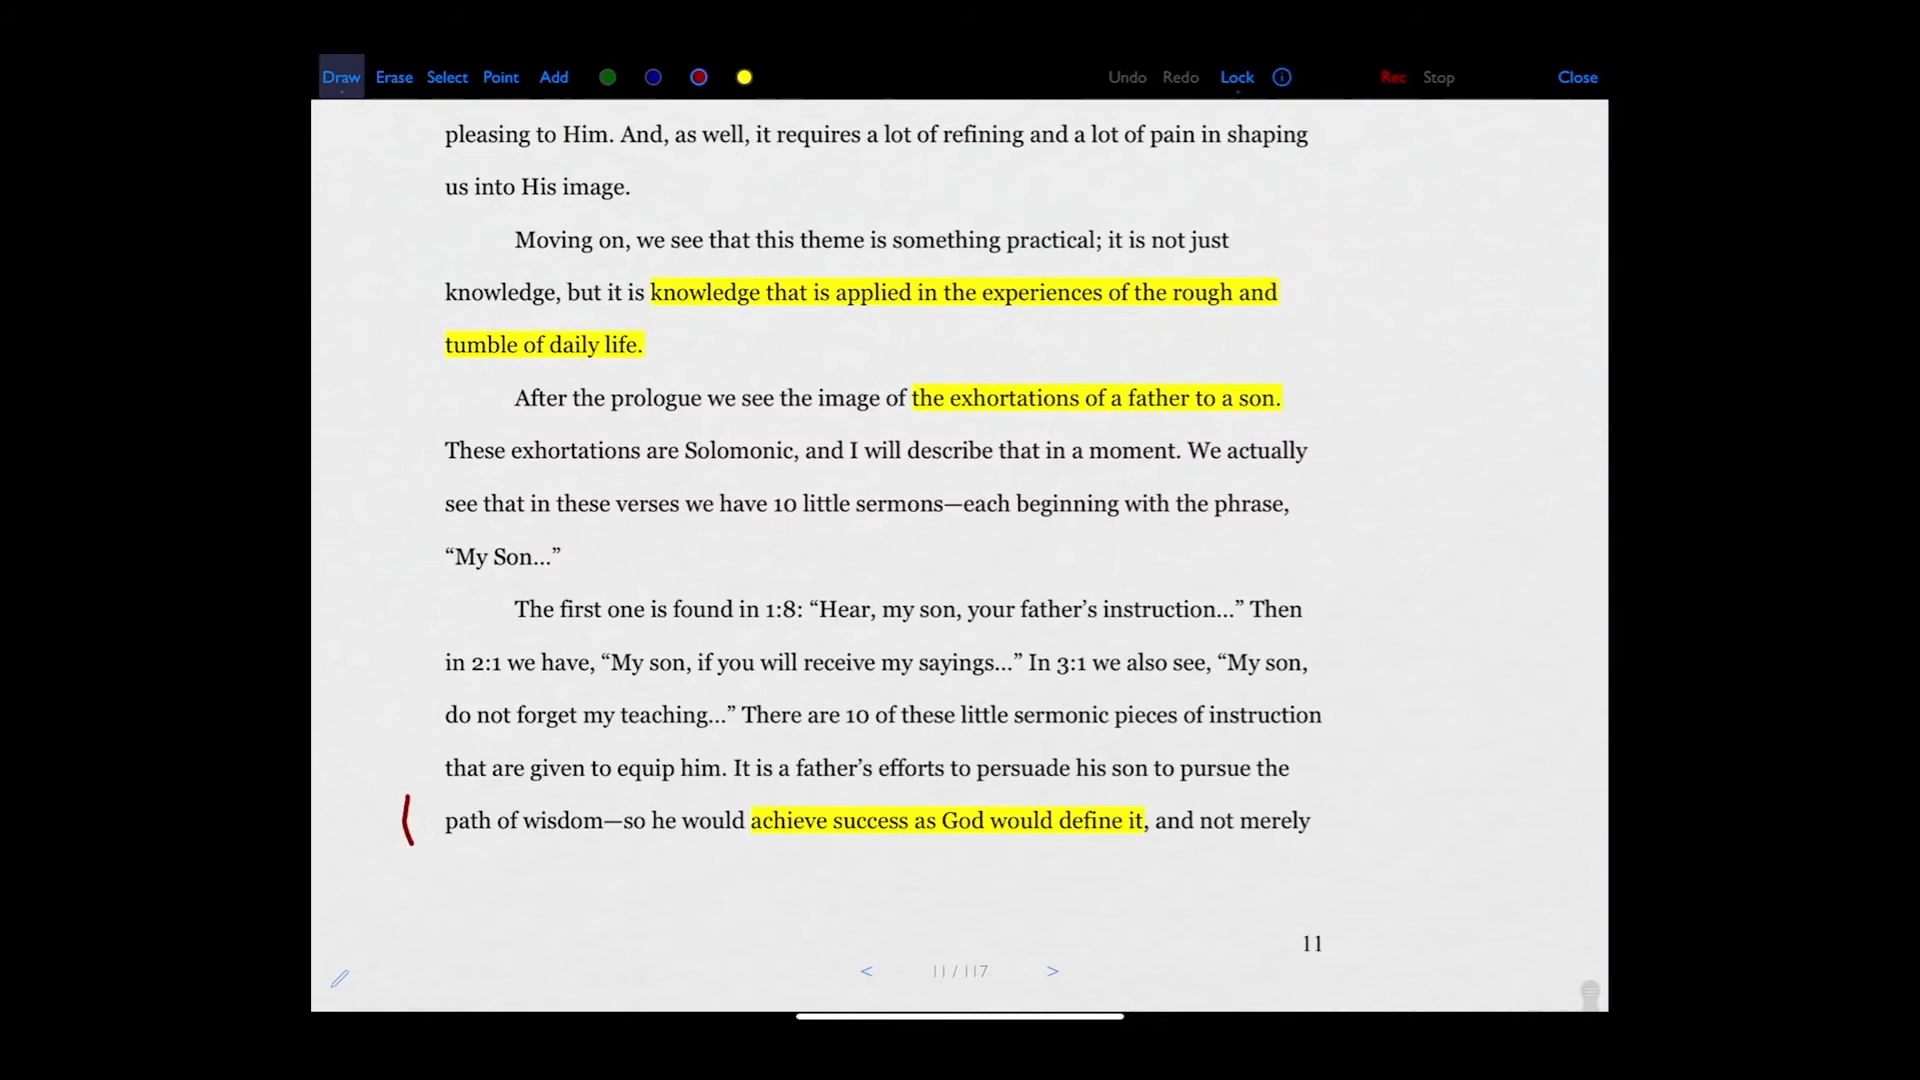 Draw Erase Select Point Add Undo Redo Lock Rec Stop Close
pleasing to Him. And, as well, it requires a lot of refining and a lot of pain in shaping
us into His image.
Moving on, we see that this theme is something practical; it is not just
knowledge, but it is knowledge that is applied in the experiences of the rough and
tumble of daily life.
After the prologue we see the image of the exhortations of a father to a son.
These exhortations are Solomonic, and I will describe that in a moment. We actually
see that in these verses we have 10 little sermons—each beginning with the phrase,
“My Son...”
The first one is found in 1:8: “Hear, my son, your father’s instruction...” Then
in 2:1 we have, “My son, if you will receive my sayings...” In 3:1 we also see, “My son,
do not forget my teaching...” There are 10 of these little sermonic pieces of instruction
that are given to equip him. It is a father’s efforts to persuade his son to pursue the
path of wisdom—so he would achieve success as God would define it, and not merely
11
< 11 / 117 >